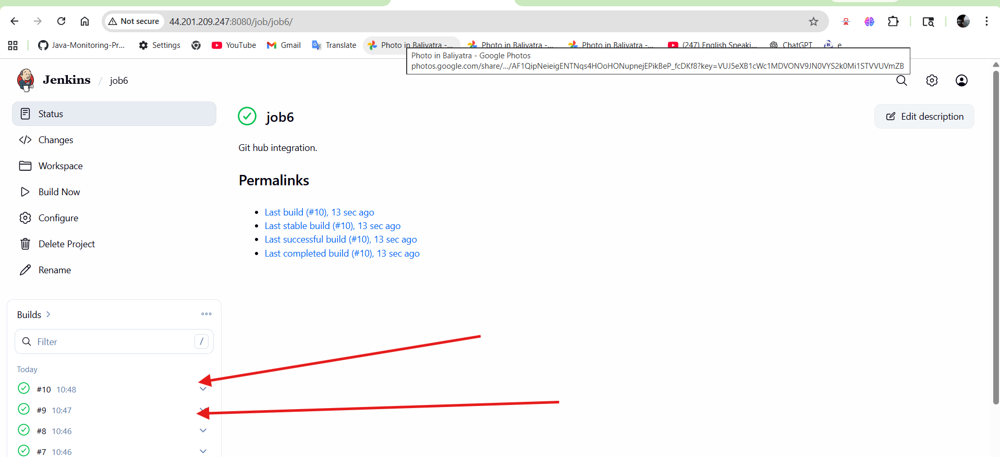 Not secure 44.201.209.247:8080/job/job6/
Java-Monitoring-Pr... Settings YouTube Gmail Translate Photo in Baliyatra -... Photo in Baliyatra -... Photo in Baliyatra -... (247) English Speaki... ChatGPT e
Photo in Baliyatra - Google Photos
photos.google.com/share/.../AF1QipNeieigENTNqs4HOoHONupnejEPikBeP_fcDKf8?key=VUJ5eXB1cWc1MDVONV9JN0VYS2k0Mi1STVVUVmZB
Jenkins / job6
Status
Changes
Workspace
Build Now
Configure
Delete Project
Rename
job6
Edit description
Git hub integration.
Permalinks
Last build (#10), 13 sec ago
Last stable build (#10), 13 sec ago
Last successful build (#10), 13 sec ago
Last completed build (#10), 13 sec ago
Builds
Filter /
Today
#10 10:48
#9 10:47
#8 10:46
#7 10:46